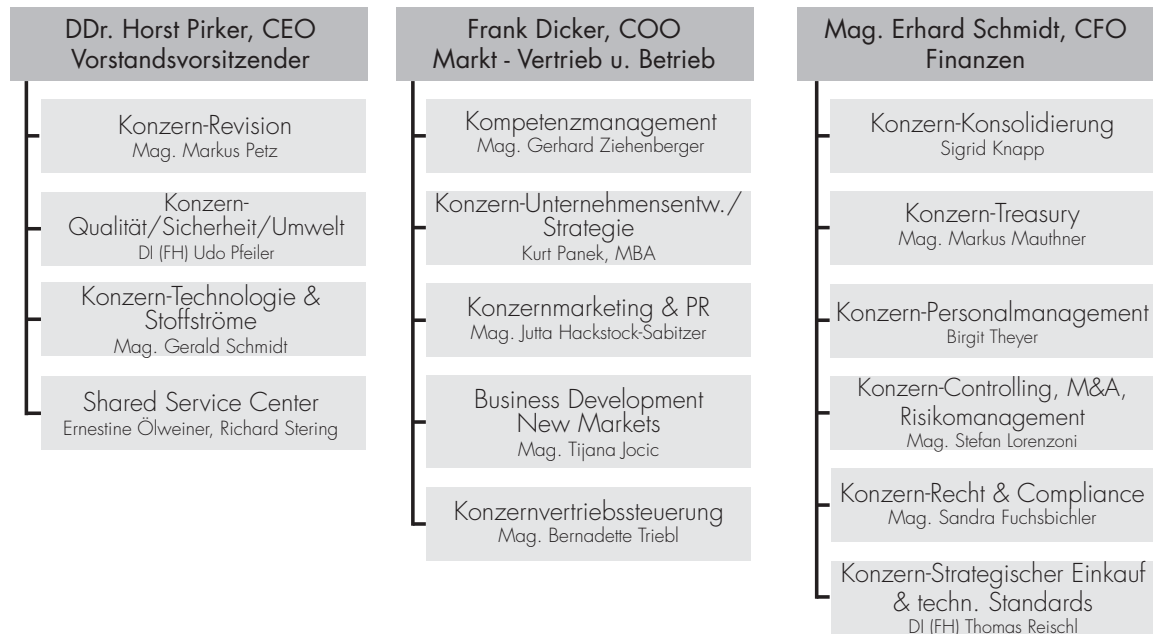 DDr. Horst Pirker, CEO
Vorstandsvorsitzender
Konzern-Revision
Mag. Markus Petz
Konzern-
Qualität/Sicherheit/Umwelt
DI (FH) Udo Pfeiler
Konzern-Technologie &
Stoffströme
Mag. Gerald Schmidt
Shared Service Center
Ernestine Ölweiner, Richard Stering
Frank Dicker, COO
Markt - Vertrieb u. Betrieb
Kompetenzmanagement
Mag. Gerhard Ziehenberger
Konzern-Unternehmensentw./
Strategie
Kurt Panek, MBA
Konzernmarketing & PR
Mag. Jutta Hackstock-Sabitzer
Business Development
New Markets
Mag. Tijana Jocic
Konzernvertriebssteuerung
Mag. Bernadette Triebl
Mag. Erhard Schmidt, CFO
Finanzen
Konzern-Konsolidierung
Sigrid Knapp
Konzern-Treasury
Mag. Markus Mauthner
Konzern-Personalmanagement
Birgit Theyer
Konzern-Controlling, M&A,
Risikomanagement
Mag. Stefan Lorenzoni
Konzern-Recht & Compliance
Mag. Sandra Fuchsbichler
Konzern-Strategischer Einkauf
& techn. Standards
DI (FH) Thomas Reischl